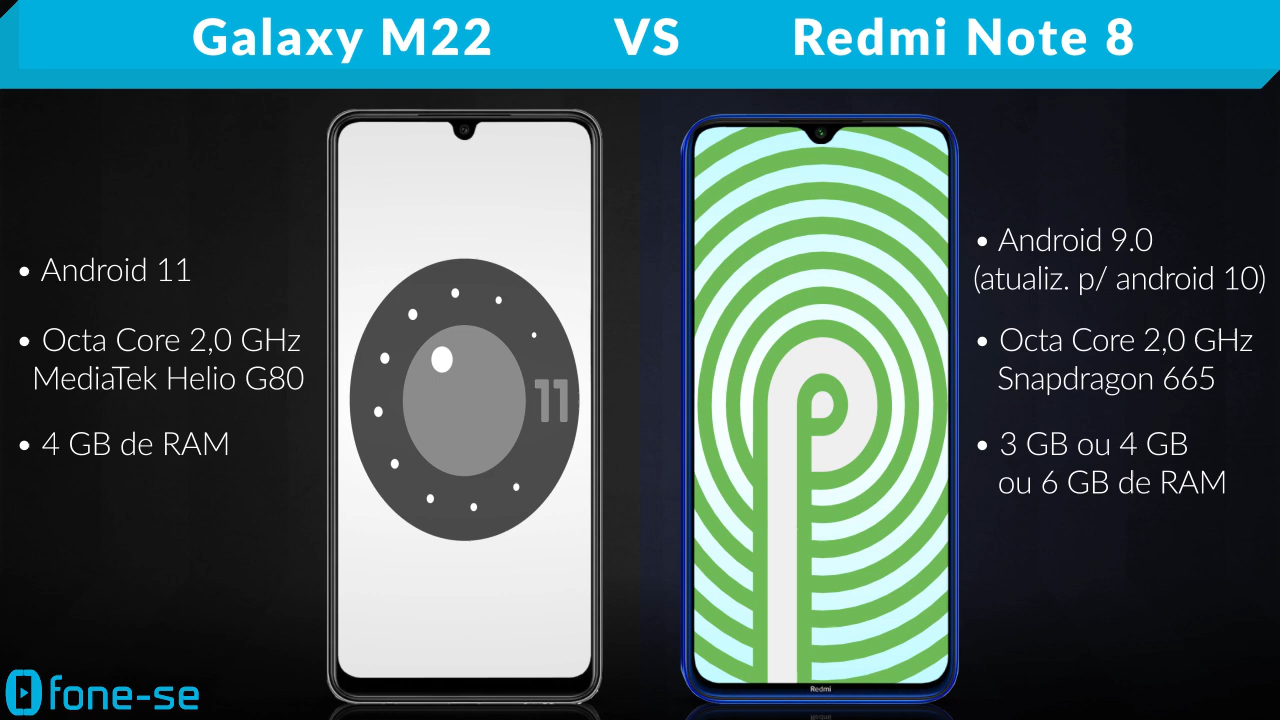 Galaxy M22 VS Redmi Note 8
• Android 11
• Octa Core 2,0 GHz
MediaTek Helio G80
• 4 GB de RAM
11
• Android 9.0
(atualiz. p/ android 10)
• Octa Core 2,0 GHz
Snapdragon 665
• 3 GB ou 4 GB
ou 6 GB de RAM
Redmi
fone-se